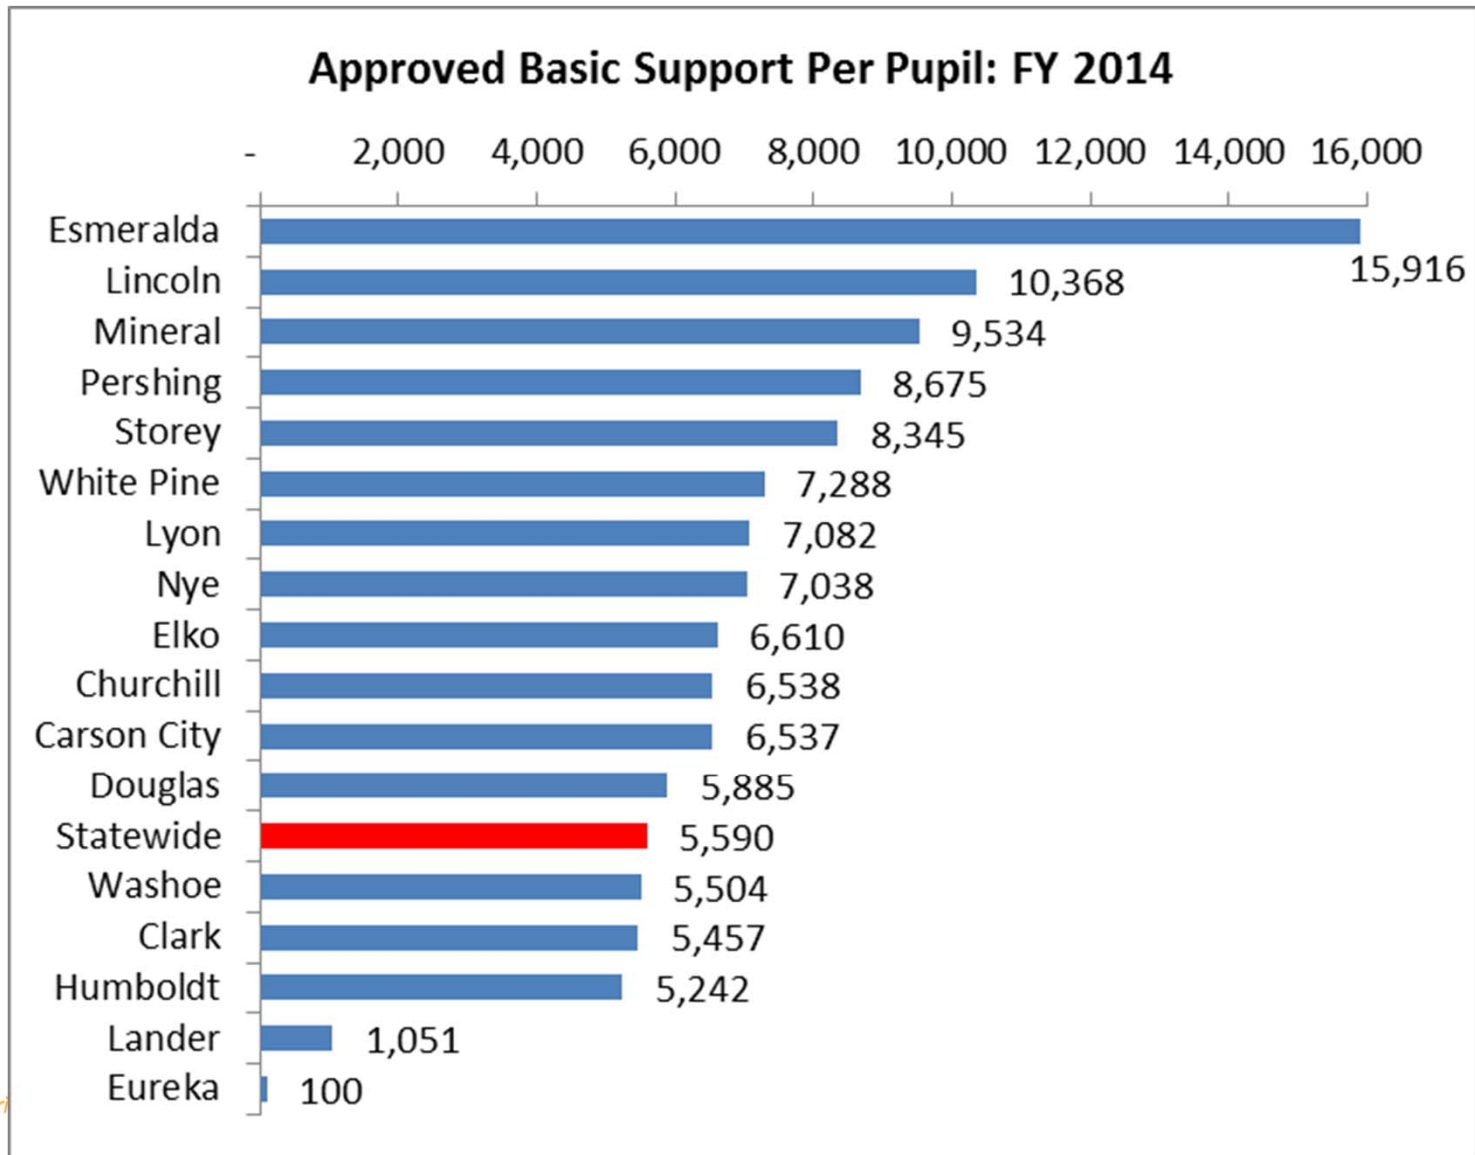 Approved Basic Support Per Pupil: FY 2014
- 2,000 4,000 6,000 8,000 10,000 12,000 14,000 16,000
Esmeralda 15,916
Lincoln 10,368
Mineral 9,534
Pershing 8,675
Storey 8,345
White Pine 7,288
Lyon 7,082
Nye 7,038
Elko 6,610
Churchill 6,538
Carson City 6,537
Douglas 5,885
Statewide 5,590
Washoe 5,504
Clark 5,457
Humboldt 5,242
Lander 1,051
Eureka 100